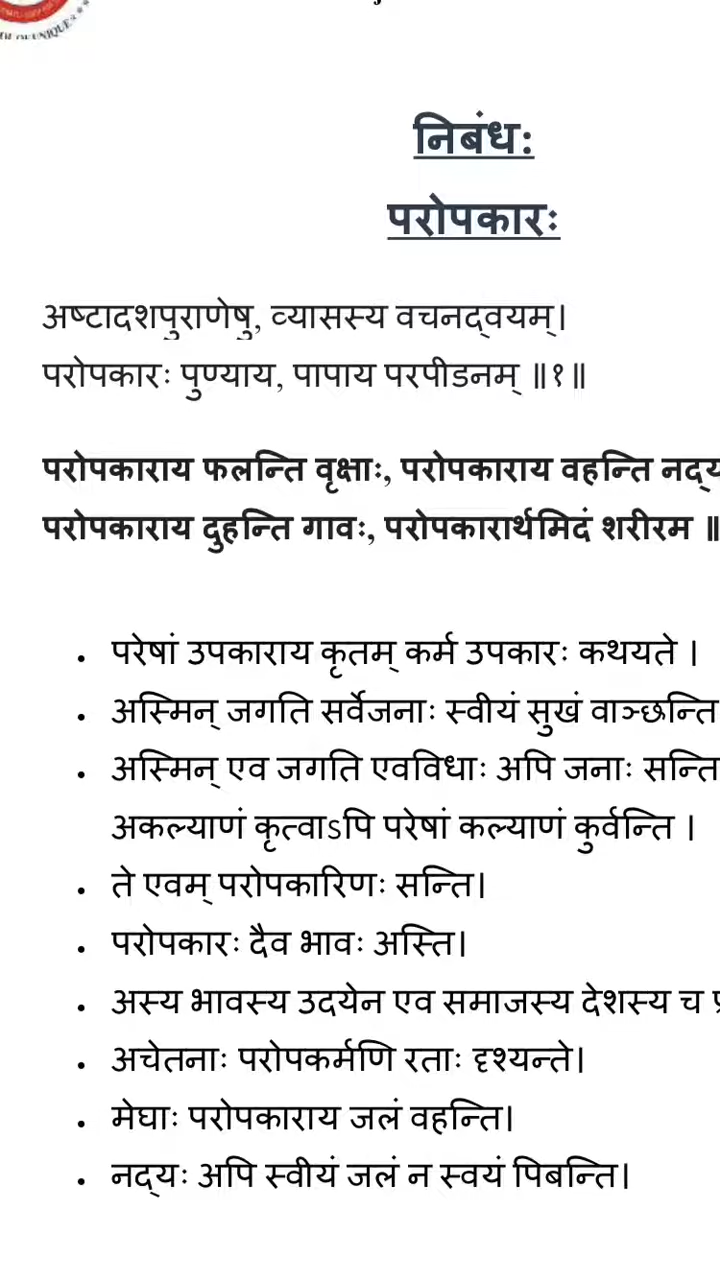 निबंध:
परोपकारः
अष्टादशपुराणेषु, व्यासस्य वचनद्वयम्।
परोपकारः पुण्याय, पापाय परपीडनम् ॥१॥
परोपकाराय फलन्ति वृक्षाः, परोपकाराय वहन्ति
परोपकाराय दुहन्ति गावः, परोपकारार्थमिदं शरीरम ॥
• परेषां उपकाराय कृतम् कर्म उपकारः कथयते ।
• अस्मिन् जगति सर्वेजनाः स्वीयं सुखं वाञ्छन्ति
• अस्मिन् एव जगति एवविधाः अपि जनाः सन्ति
अकल्याणं कृत्वाऽपि परेषां कल्याणं कुर्वन्ति ।
• ते एवम् परोपकारिणः सन्ति।
• परोपकारः दैव भावः अस्ति।
• अस्य भावस्य उदयेन एव समाजस्य देशस्य च
• अचेतनाः परोपकर्मणि रताः दृश्यन्ते।
• मेघाः परोपकाराय जलं वहन्ति।
• नद्यः अपि स्वीयं जलं न स्वयं पिबन्ति।